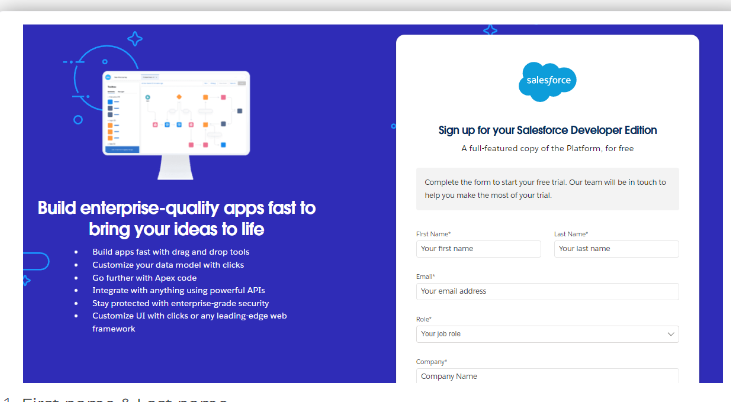 Build enterprise-quality apps fast to
bring your ideas to life
• Build apps fast with drag and drop tools
• Customize your data model with clicks
• Go further with Apex code
• Integrate with anything using powerful APIs
• Stay protected with enterprise-grade security
• Customize UI with clicks or any leading-edge web
framework
salesforce
Sign up for your Salesforce Developer Edition
A full-featured copy of the Platform, for free
Complete the form to start your free trial. Our team will be in touch to
help you make the most of your trial.
First Name* Last Name*
Your first name Your last name
Email*
Your email address
Role*
Your job role
Company*
Company Name
1. First name & Last name